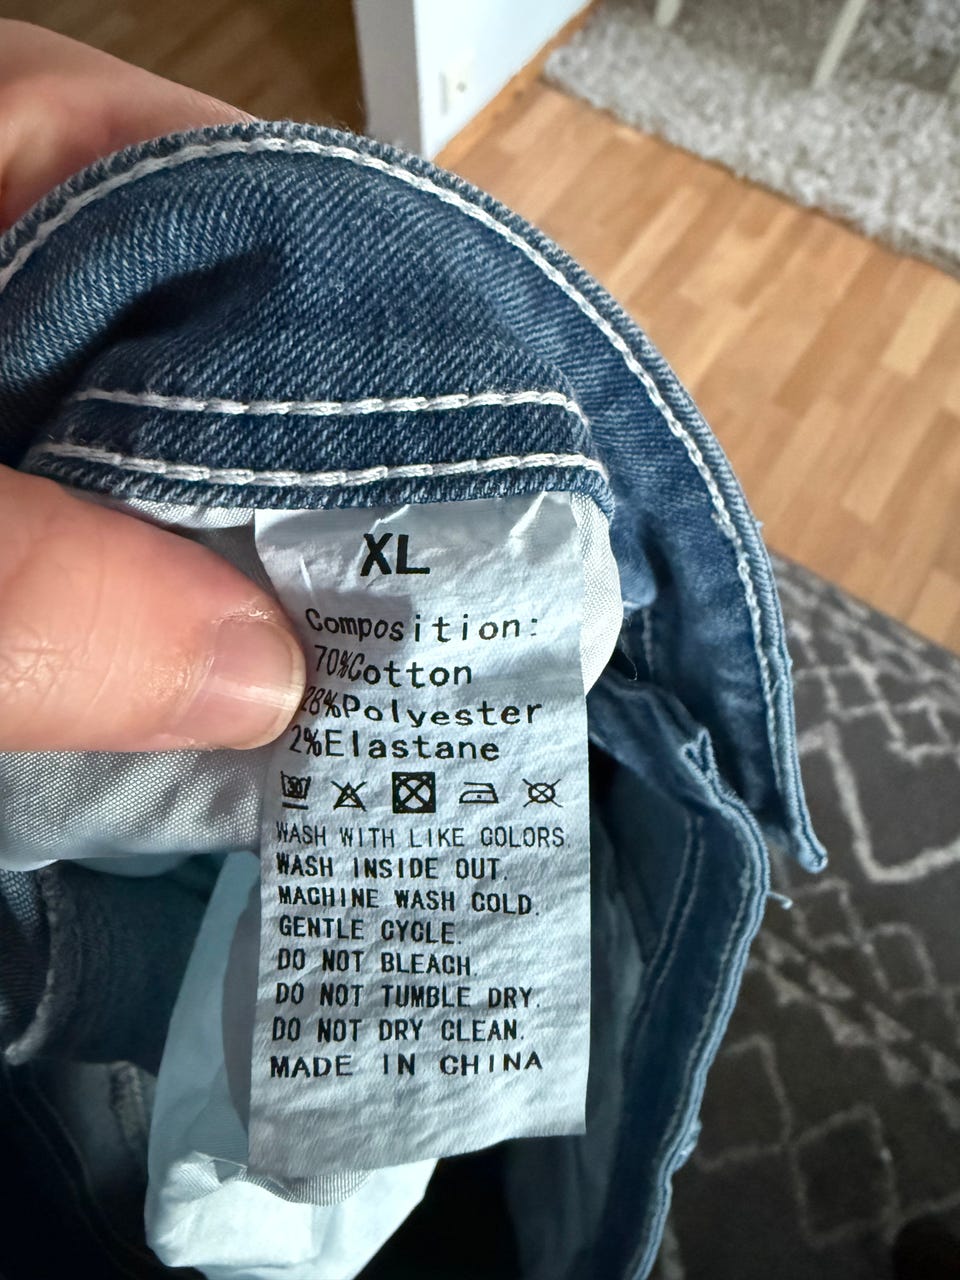 XL
Composition:
70%Cotton
28%Polyester
2%Elastane
30
WASH WITH LIKE COLORS
WASH INSIDE OUT.
MACHINE WASH COLD.
GENTLE CYCLE.
DO NOT BLEACH.
DO NOT TUMBLE DRY.
DO NOT DRY CLEAN.
MADE IN CHINA